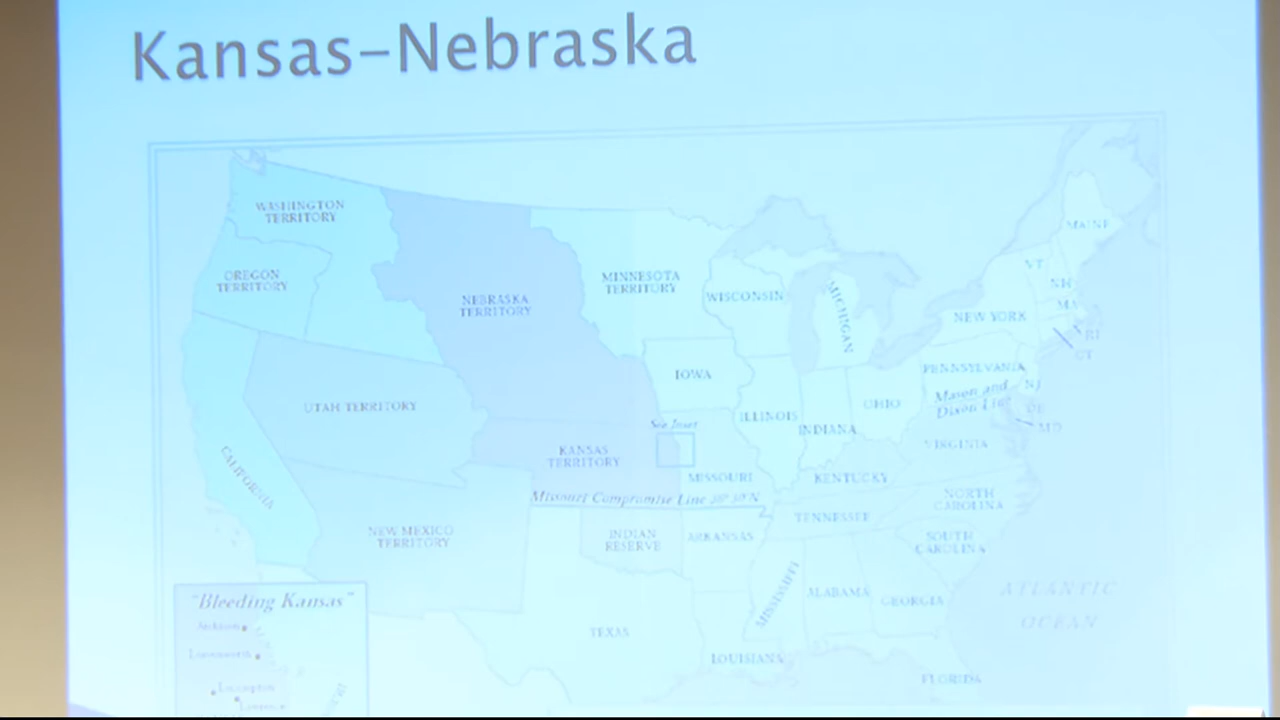 Kansas–Nebraska
WASHINGTON
TERRITORY
OREGON
TERRITORY
NEBRASKA
TERRITORY
MINNESOTA
TERRITORY
WISCONSIN
MICHIGAN
MAINE
VT
NH
MA
NEW YORK
RI
CT
PENNSYLVANIA
IOWA
Mason and
Dixon Line
NJ
DE
MD
UTAH TERRITORY
OHIO
ILLINOIS
INDIANA
See Inset
VIRGINIA
KANSAS
TERRITORY
CALIFORNIA
MISSOURI
KENTUCKY
Missouri Compromise Line 36° 30' N
NORTH
CAROLINA
TENNESSEE
NEW MEXICO
TERRITORY
INDIAN
RESERVE
ARKANSAS
SOUTH
CAROLINA
MISSISSIPPI
ALABAMA
GEORGIA
ATLANTIC
OCEAN
"Bleeding Kansas"
TEXAS
LOUISIANA
FLORIDA